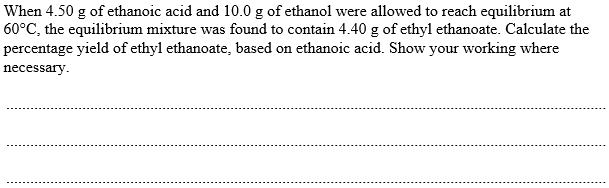 When 4.50 g of ethanoic acid and 10.0 g of ethanol were allowed to reach equilibrium at
60°C, the equilibrium mixture was found to contain 4.40 g of ethyl ethanoate. Calculate the
percentage yield of ethyl ethanoate, based on ethanoic acid. Show your working where
necessary.